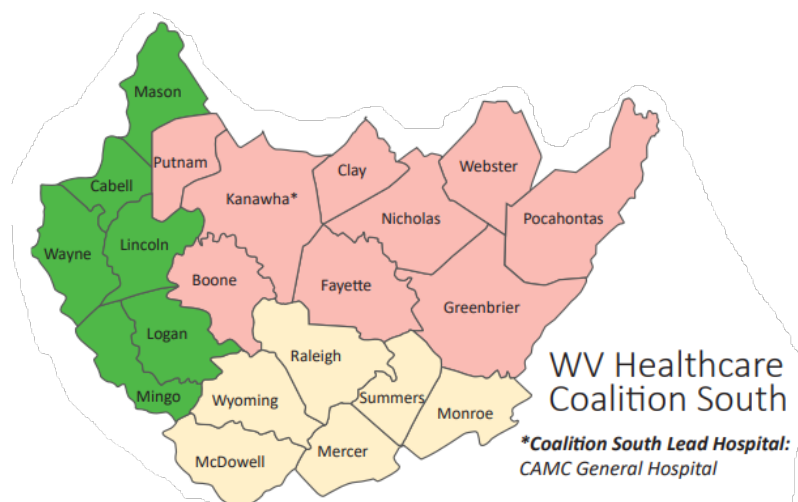 Mason
Putnam
Clay
Webster
Cabell
Kanawha*
Nicholas
Pocahontas
Wayne
Lincoln
Boone
Fayette
Greenbrier
Logan
Raleigh
Mingo
Wyoming
Summers
Monroe
McDowell
Mercer
WV Healthcare
Coalition South
*Coalition South Lead Hospital:
CAMC General Hospital